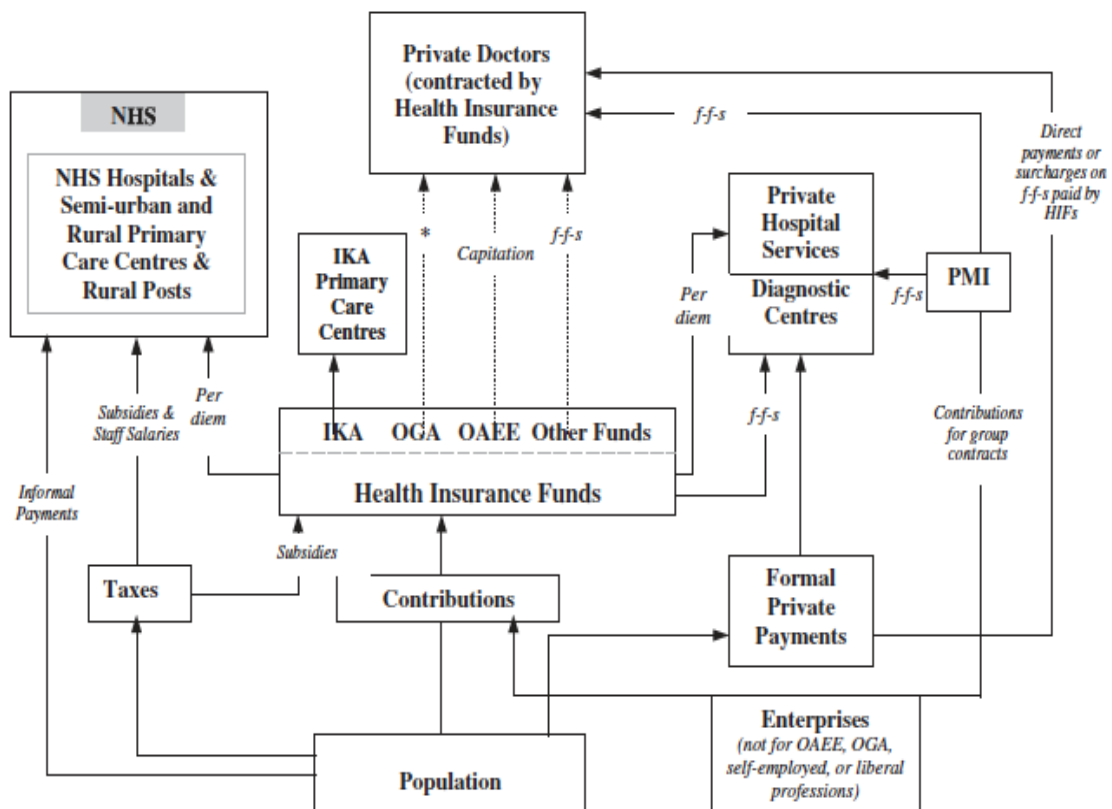 Private Doctors
(contracted by
Health Insurance
Funds)
NHS
NHS Hospitals &
Semi-urban and
Rural Primary
Care Centres &
Rural Posts
f-f-s
Direct
payments or
surcharges on
f-f-s paid by
HIFs
IKA
Primary
Care
Centres
*
Capitation
f-f-s
Private
Hospital
Services
Diagnostic
Centres
Per
diem
f-f-s
PMI
Subsidies &
Staff Salaries
Per
diem
f-f-s
Contributions
for group
contracts
IKA OGA OAEE Other Funds
Health Insurance Funds
Informal
Payments
Subsidies
Taxes
Contributions
Formal
Private
Payments
Population
Enterprises
(not for OAEE, OGA,
self-employed, or liberal
professions)